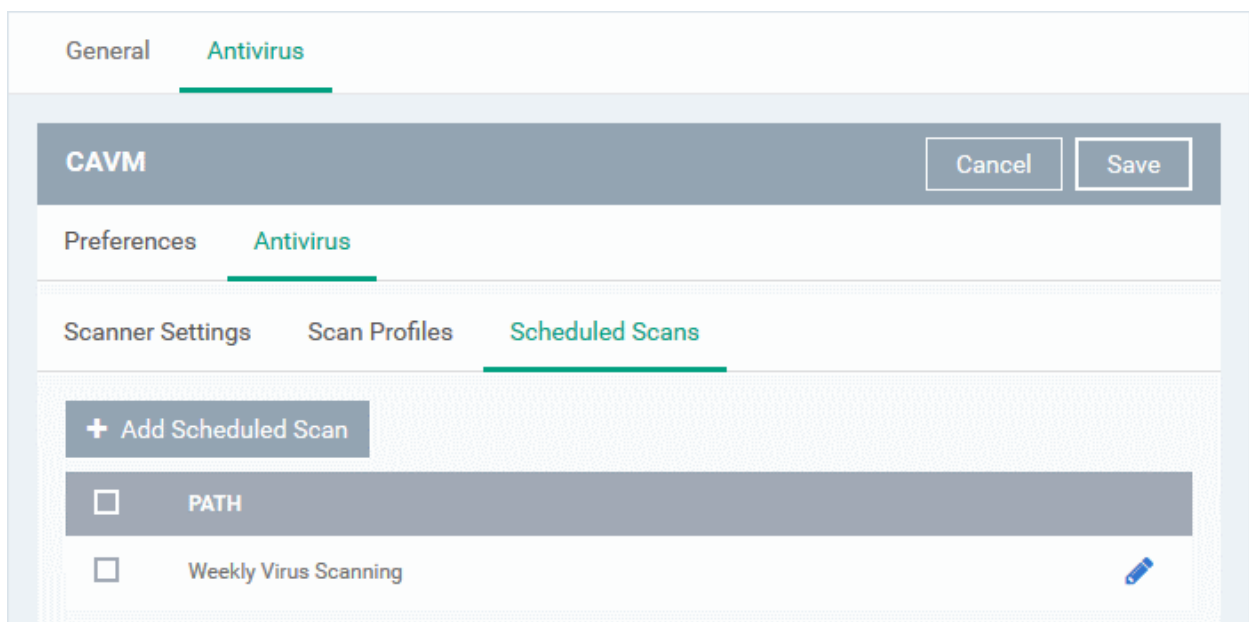 General Antivirus
CAVM Cancel Save
Preferences Antivirus
Scanner Settings Scan Profiles Scheduled Scans
+ Add Scheduled Scan
PATH
Weekly Virus Scanning